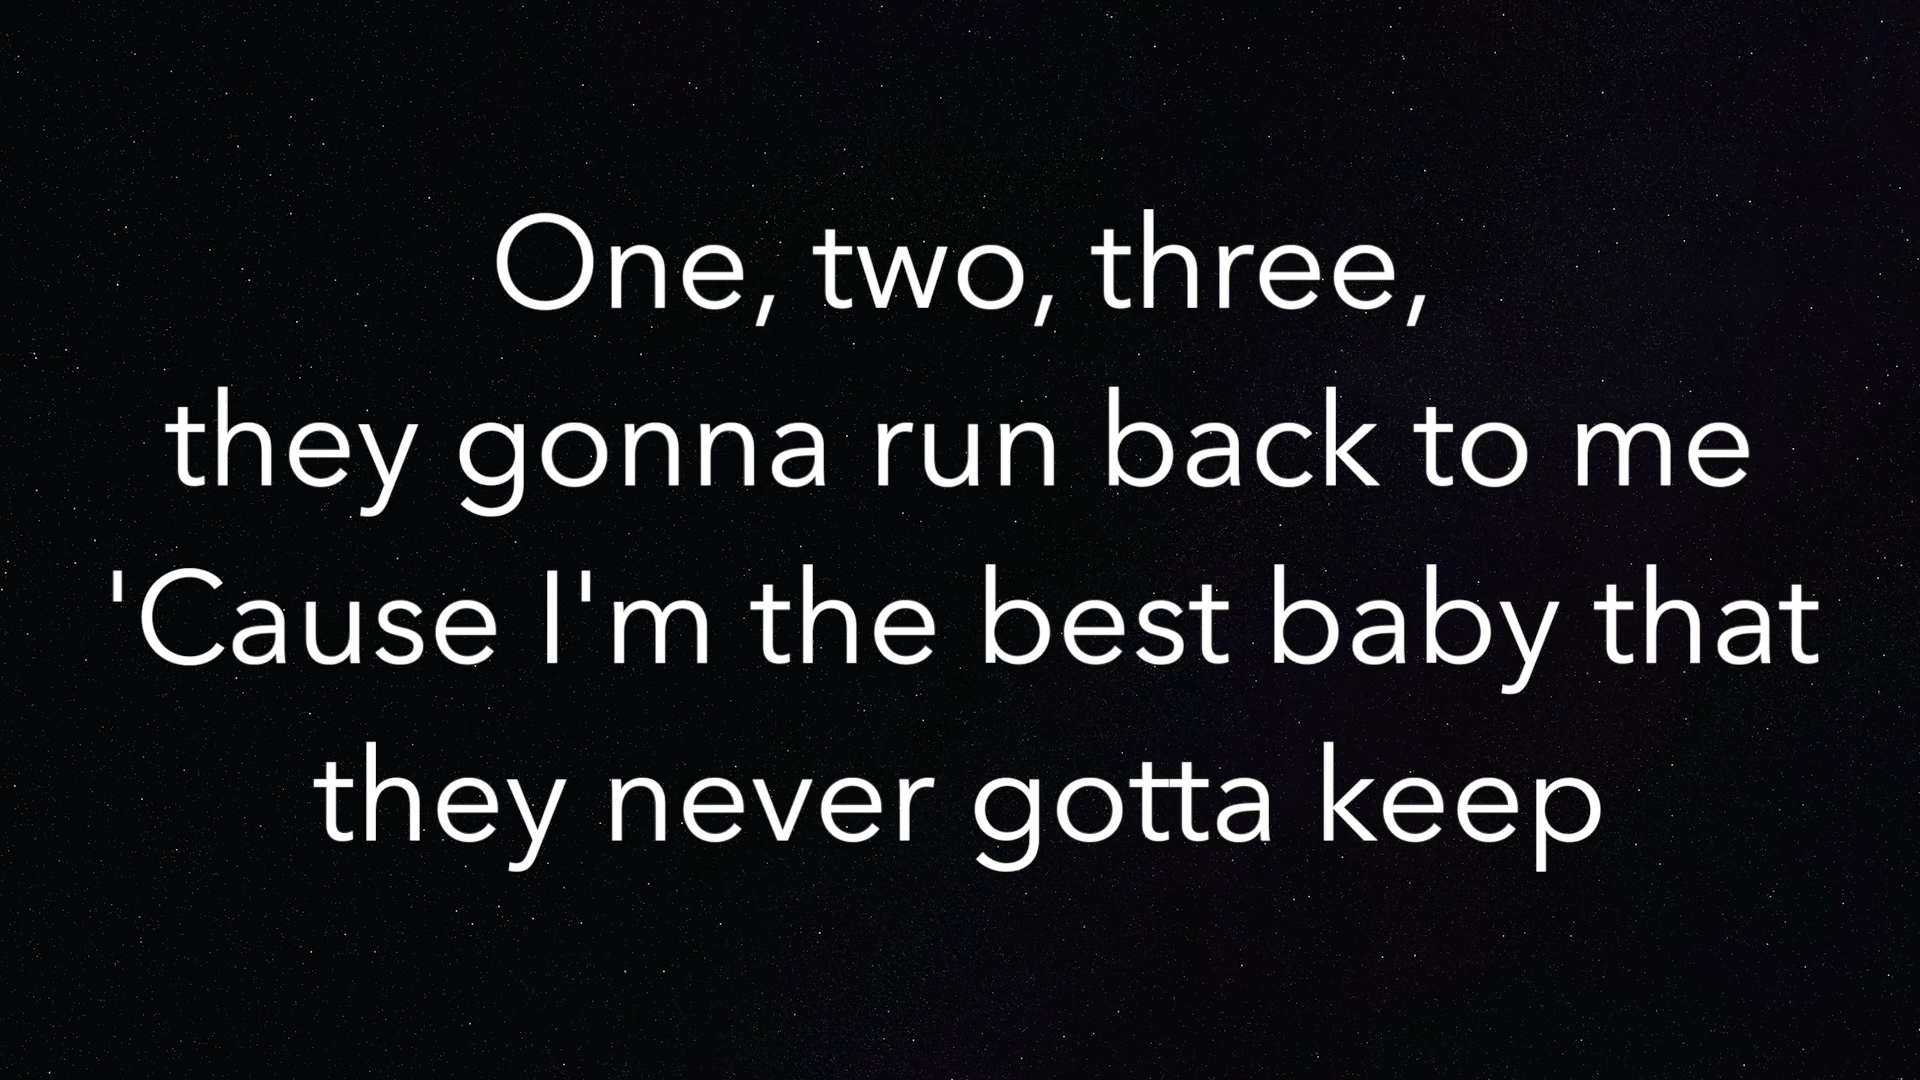 One, two, three,
they gonna run back to me
'Cause I'm the best baby that
they never gotta keep